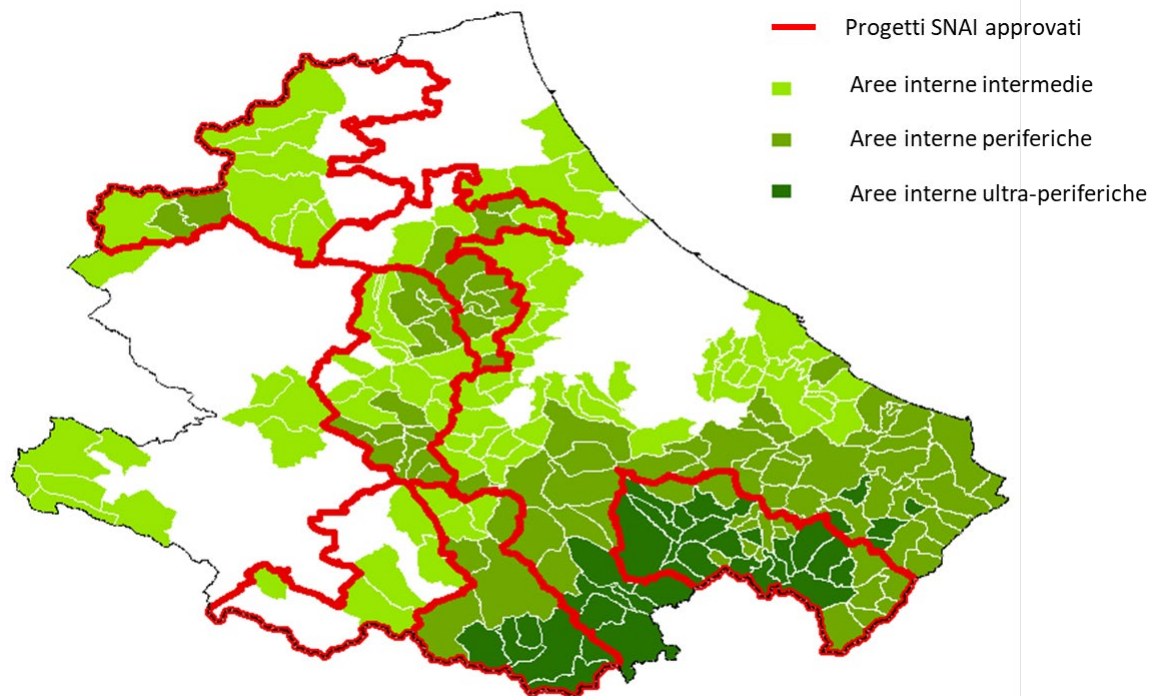 Progetti SNAI approvati
Aree interne intermedie
Aree interne periferiche
Aree interne ultra-periferiche